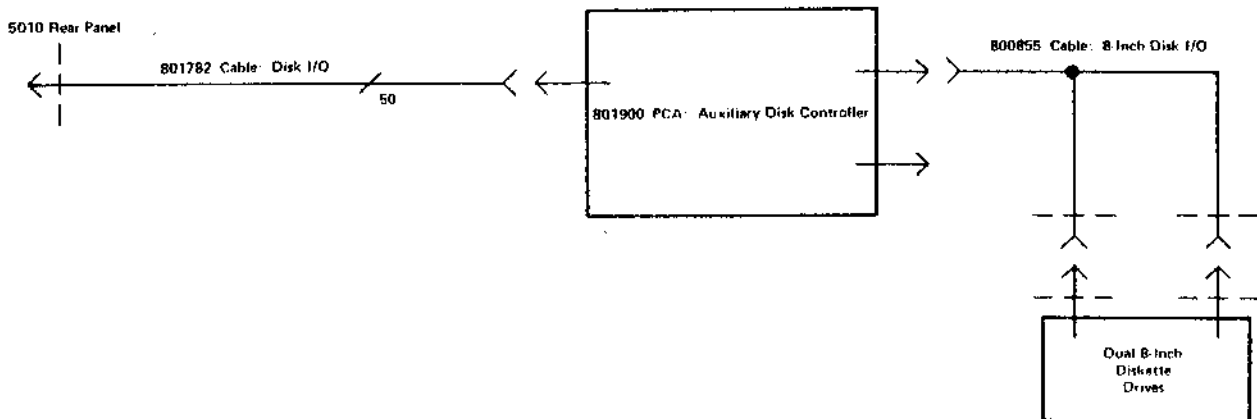 5010 Rear Panel
801782 Cable: Disk I/O
50
801900 PCA: Auxiliary Disk Controller
800855 Cable: 8-Inch Disk I/O
Dual 8-Inch
Diskette
Drives